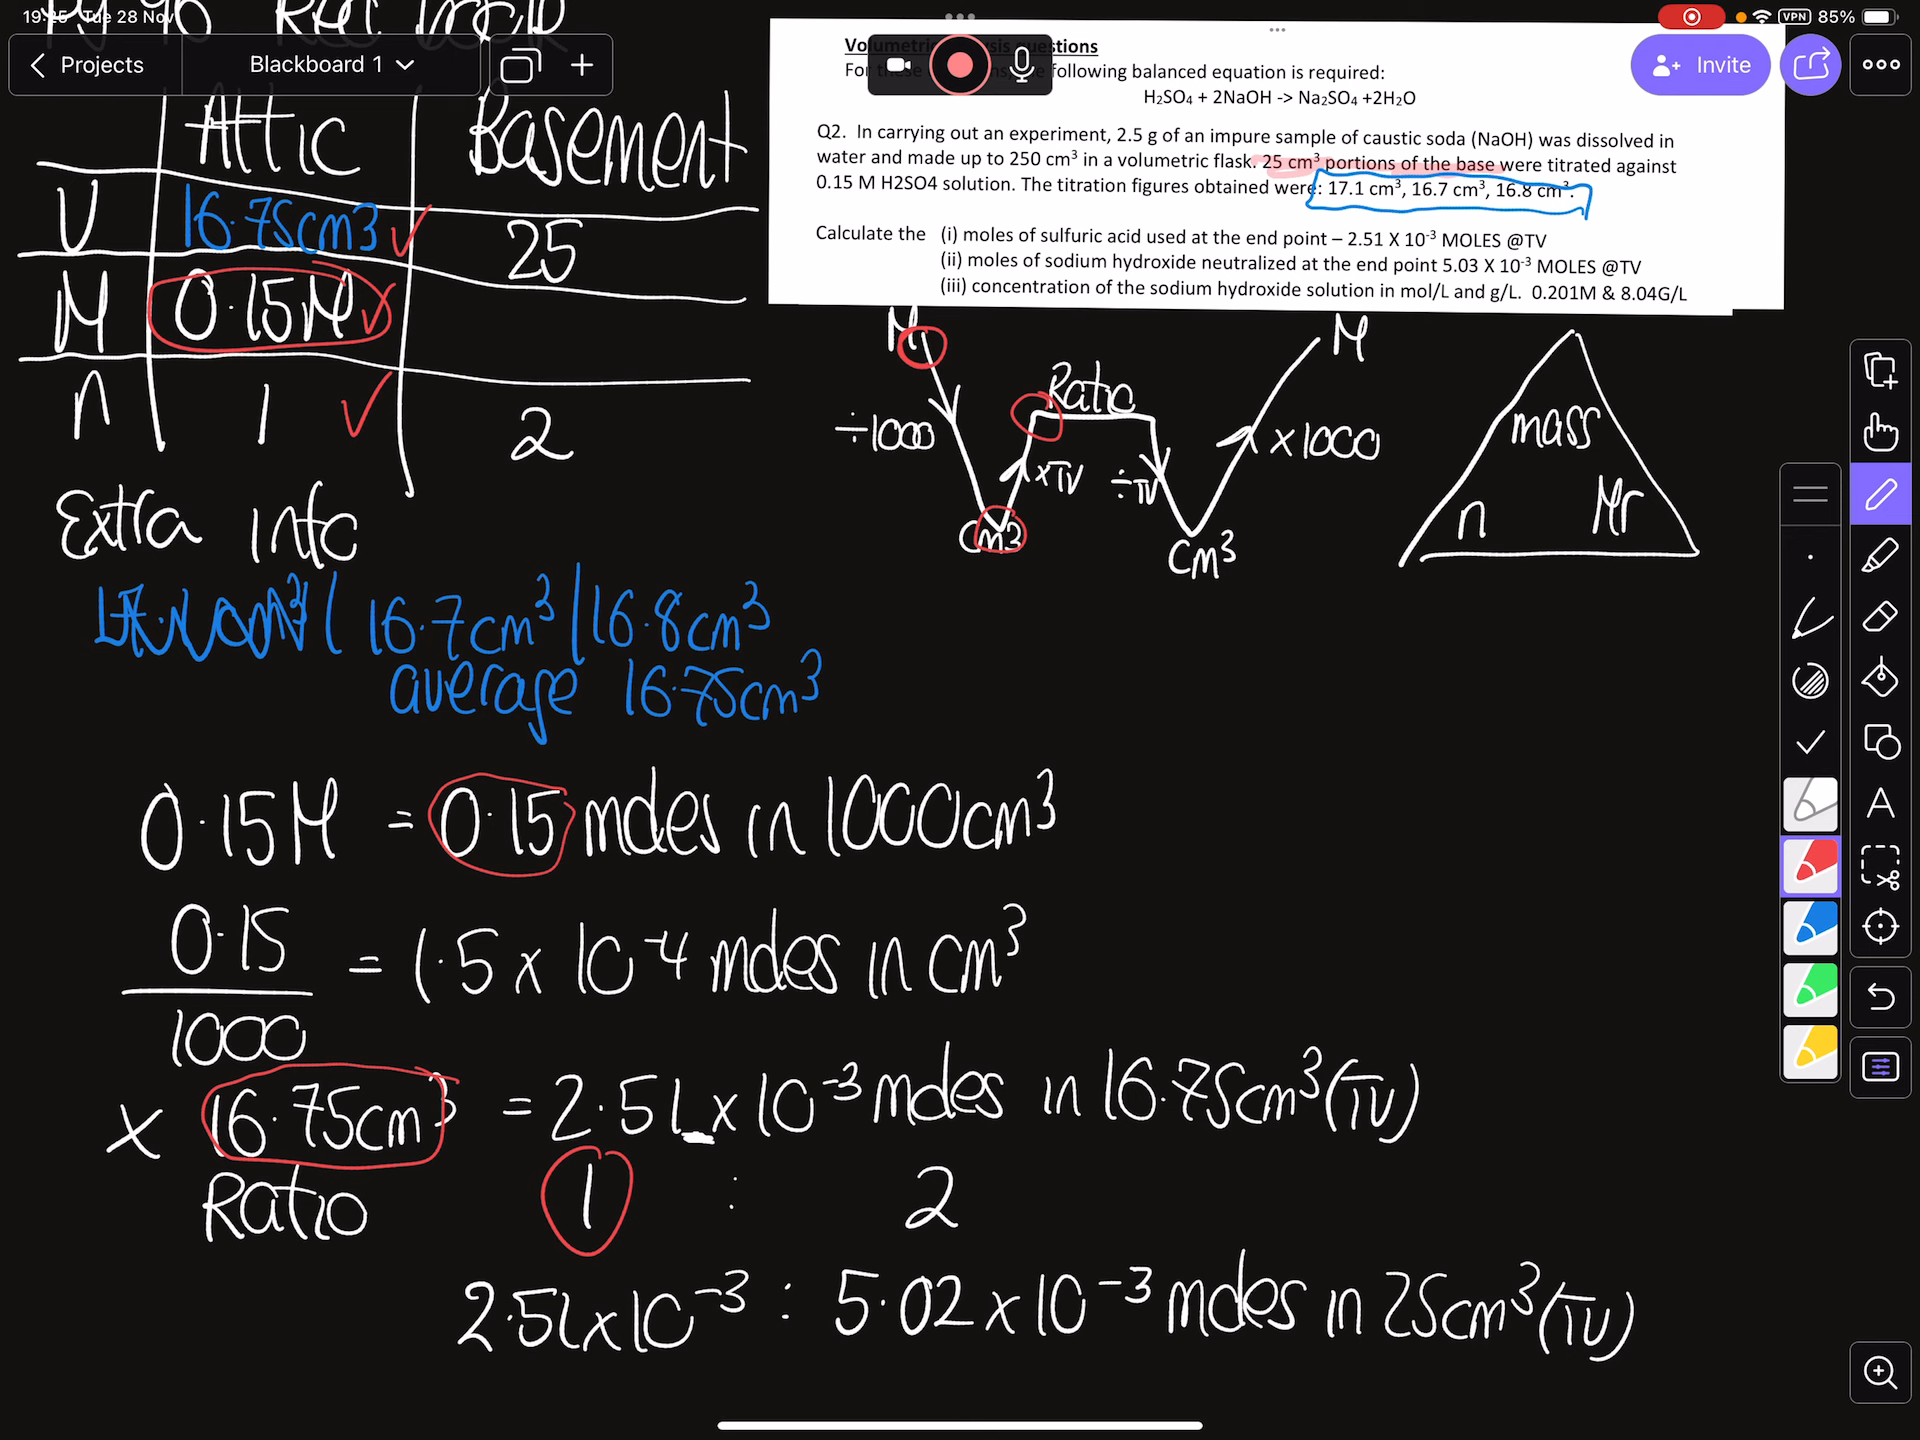 19:25 Tue 28 Nov
VPN 85%
Projects
Blackboard 1
Invite
Volumetric
stions
For
following balanced equation is required:
H₂SO₄ + 2NaOH -> Na₂SO₄ +2H₂O
Q2. In carrying out an experiment, 2.5 g of an impure sample of caustic soda (NaOH) was dissolved in
water and made up to 250 cm³ in a volumetric flask. 25 cm³ portions of the base were titrated against
0.15 M H2SO4 solution. The titration figures obtained were: 17.1 cm³, 16.7 cm³, 16.8 cm³.
Calculate the (i) moles of sulfuric acid used at the end point – 2.51 X 10⁻³ MOLES @TV
(ii) moles of sodium hydroxide neutralized at the end point 5.03 X 10⁻³ MOLES @TV
(iii) concentration of the sodium hydroxide solution in mol/L and g/L. 0.201M & 8.04G/L
Attic Basement
V 16.75cm3 25
M 0.15M
n 1 2
Extra info
16.7cm³ | 16.8cm³
average 16.75cm³
M Ratio M
÷1000 xTV ÷TV x1000
cm3 cm³
mass
n Mr
0.15M = 0.15 moles in 1000cm³
0.15
1000
= 1.5 x 10-4 moles in cm³
x 16.75cm³ = 2.51 x 10⁻³ moles in 16.75cm³ (TV)
Ratio 1 : 2
2.51x10⁻³ : 5.02 x 10⁻³ moles in 25cm³ (TV)
A